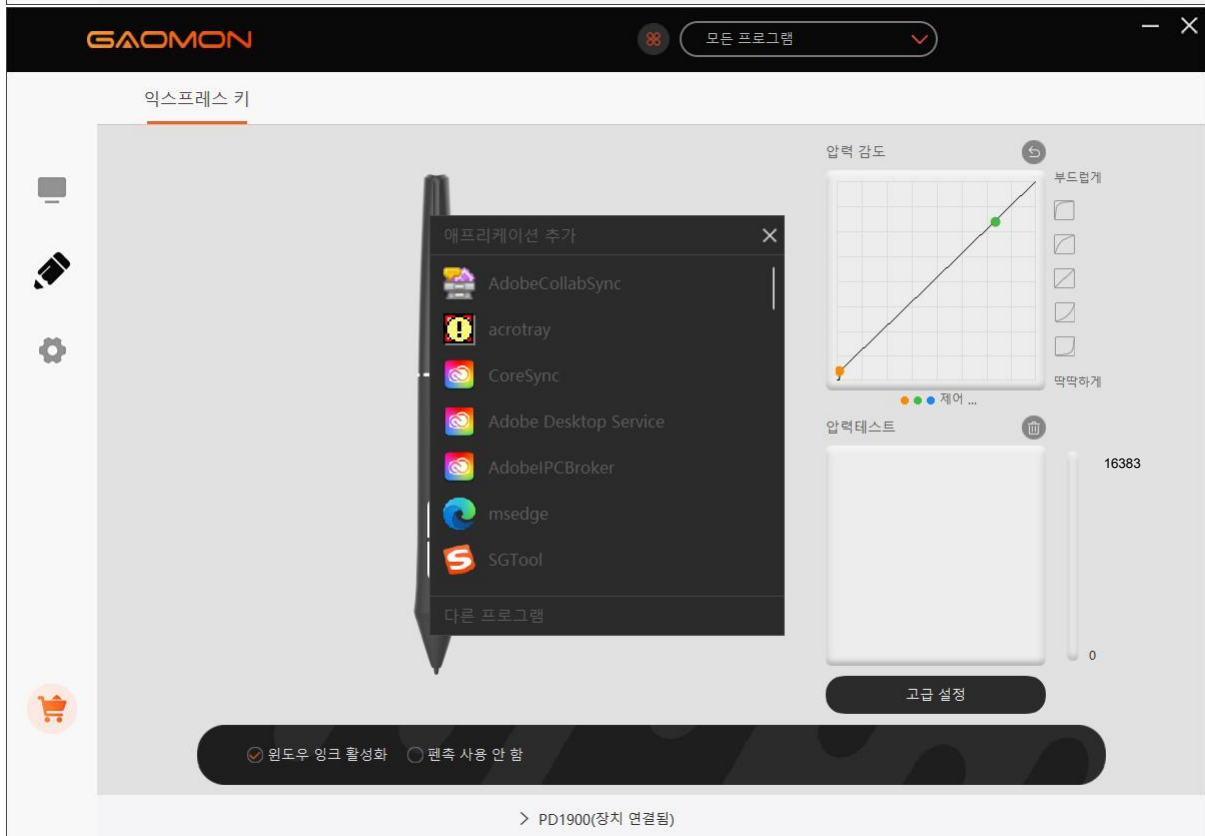 GAOMON
모든 프로그램
익스프레스 키
압력 감도
부드럽게
애프리케이션 추가
AdobeCollabSync
acrotray
CoreSync
Adobe Desktop Service
AdobeIPCBroker
msedge
SGTool
다른 프로그램
딱딱하게
제어 ...
압력테스트
16383
0
고급 설정
윈도우 잉크 활성화
펜촉 사용 안 함
PD1900(장치 연결됨)